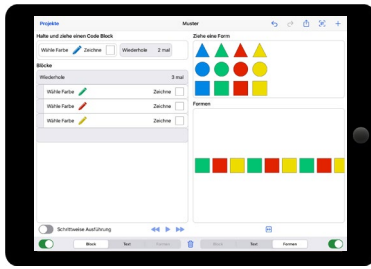 Projekte
Muster
Halte und ziehe einen Code Block
Wähle Farbe Zeichne
Wiederhole 2 mal
Blöcke
Wiederhole 3 mal
Wähle Farbe Zeichne
Wähle Farbe Zeichne
Wähle Farbe Zeichne
Schrittweise Ausführung
Block Text
Ziehe eine Form
Formen
Block Text Formen